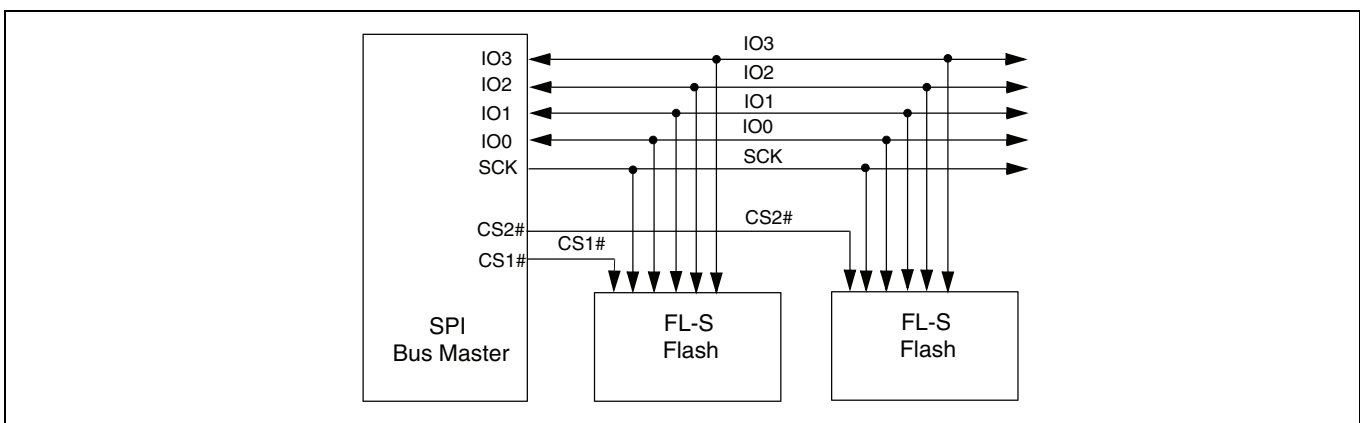 IO3
IO3
IO2
IO2
IO1
IO1
IO0
IO0
SCK
SCK
CS2#
CS2#
CS1#
CS1#
SPI
Bus Master
FL-S
Flash
FL-S
Flash